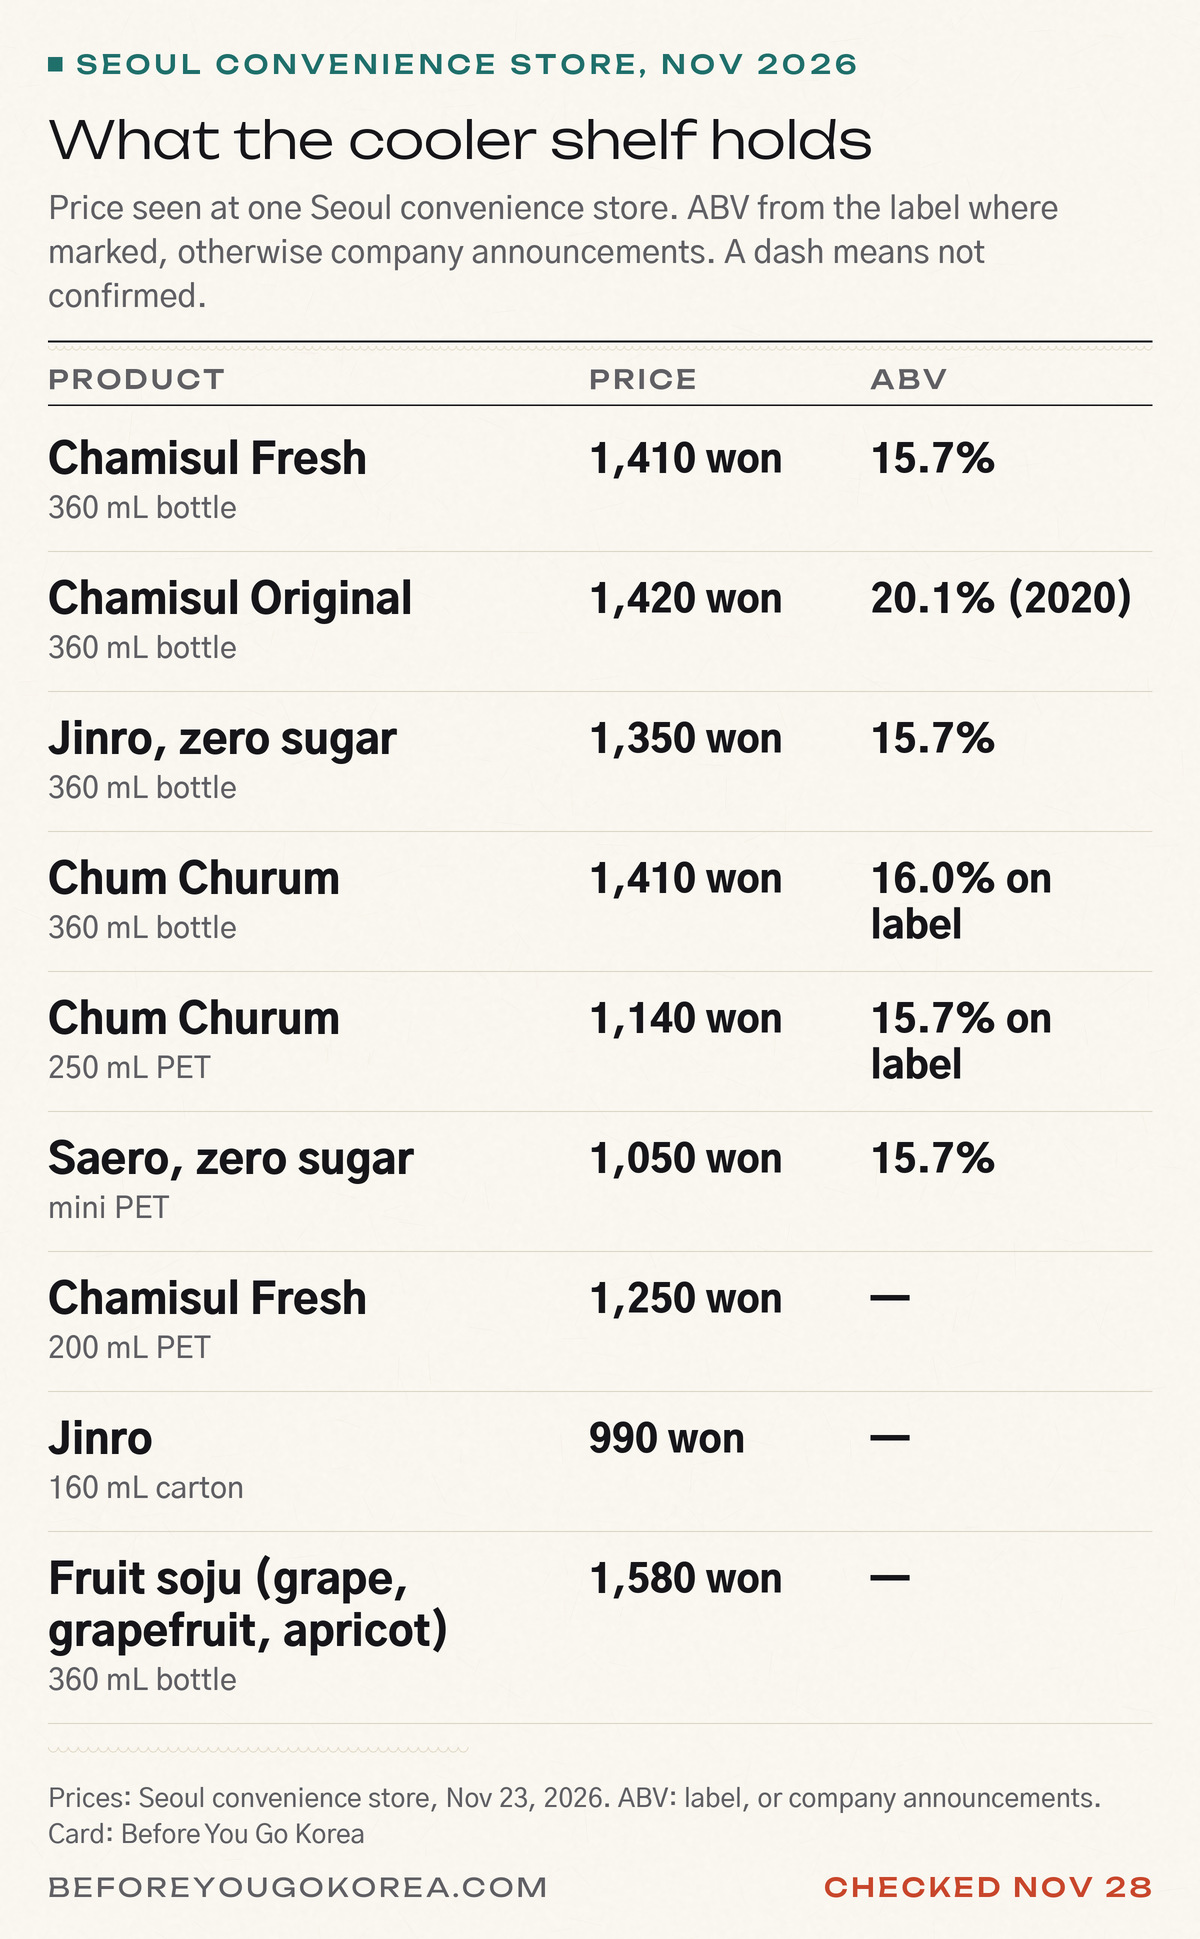 SEOUL CONVENIENCE STORE, NOV 2026
What the cooler shelf holds
Price seen at one Seoul convenience store. ABV from the label where
marked, otherwise company announcements. A dash means not
confirmed.
PRODUCT PRICE ABV
Chamisul Fresh 1,410 won 15.7%
360 mL bottle
Chamisul Original 1,420 won 20.1% (2020)
360 mL bottle
Jinro, zero sugar 1,350 won 15.7%
360 mL bottle
Chum Churum 1,410 won 16.0% on
360 mL bottle label
Chum Churum 1,140 won 15.7% on
250 mL PET label
Saero, zero sugar 1,050 won 15.7%
mini PET
Chamisul Fresh 1,250 won —
200 mL PET
Jinro 990 won —
160 mL carton
Fruit soju (grape, 1,580 won —
grapefruit, apricot)
360 mL bottle
Prices: Seoul convenience store, Nov 23, 2026. ABV: label, or company announcements.
Card: Before You Go Korea
BEFOREYOUGOKOREA.COM CHECKED NOV 28